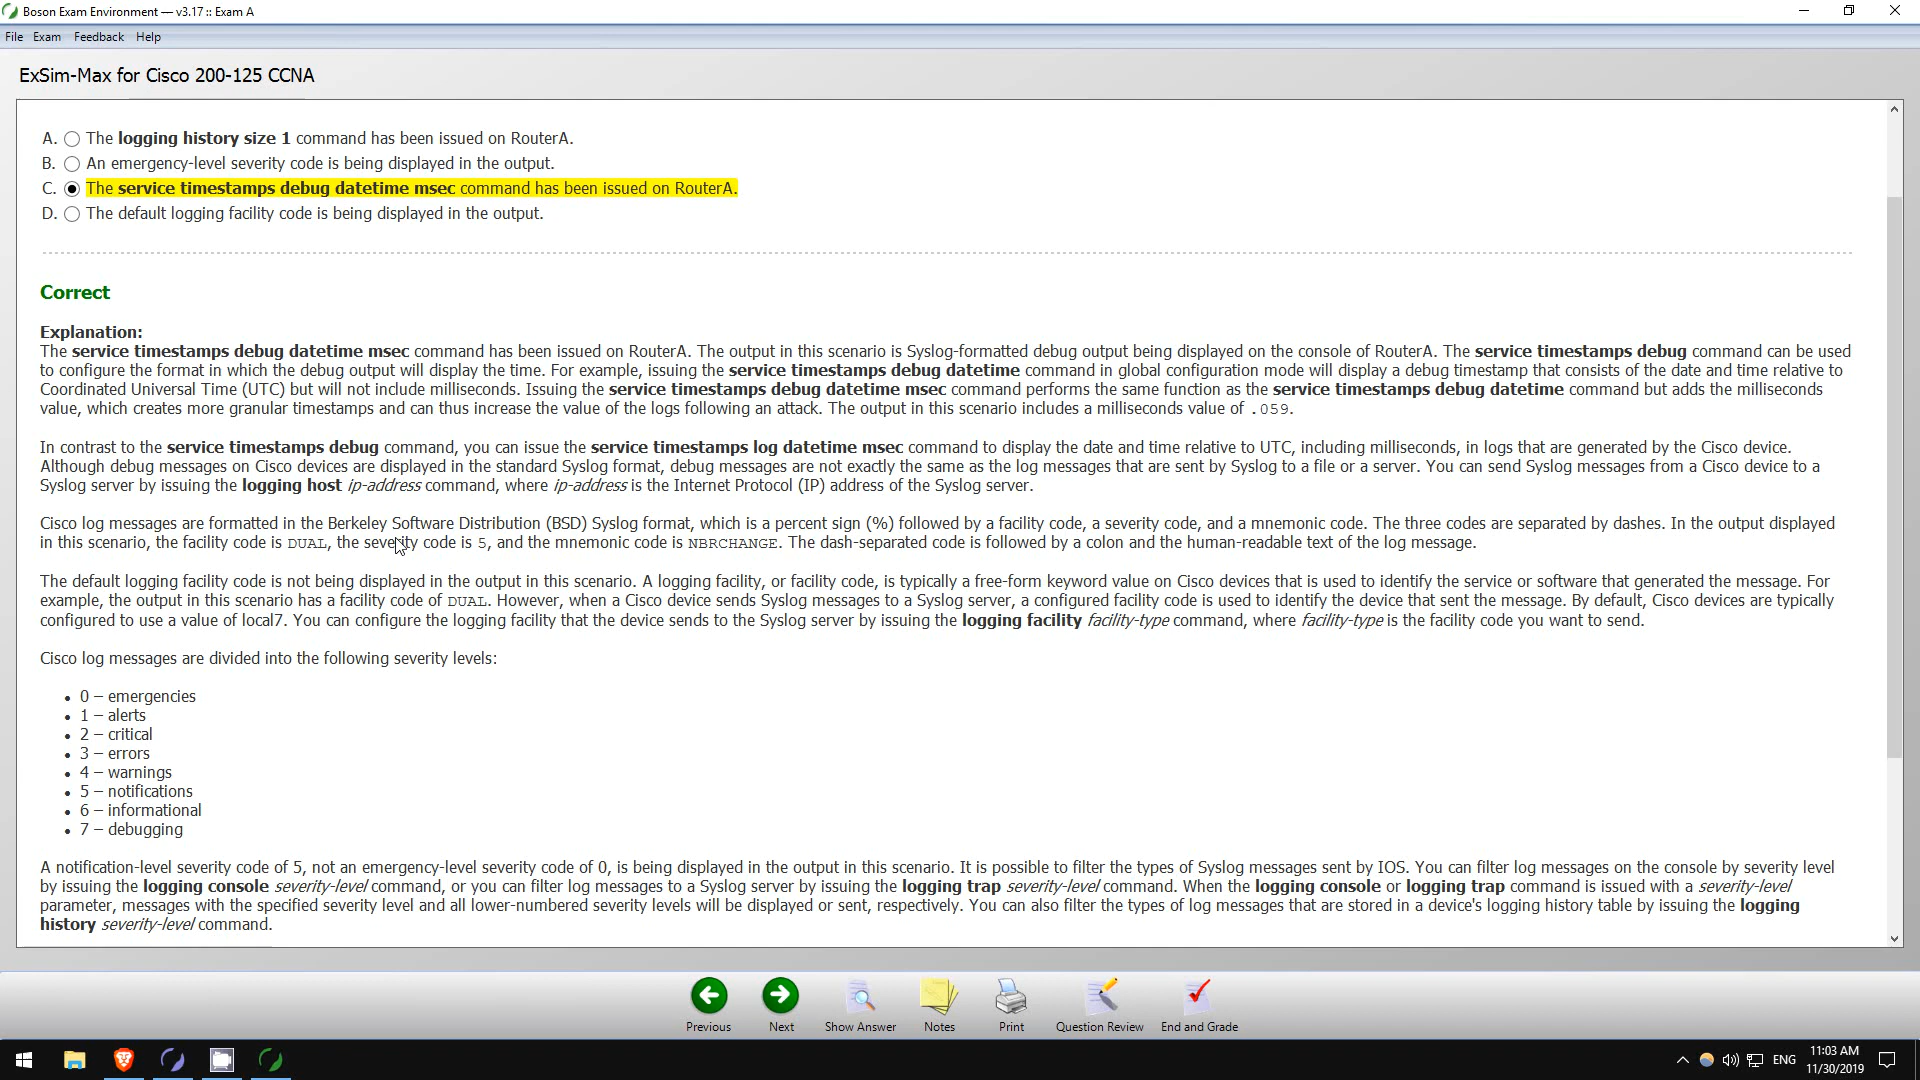 Boson Exam Environment — v3.17 :: Exam A
File Exam Feedback Help
ExSim-Max for Cisco 200-125 CCNA
A. The logging history size 1 command has been issued on RouterA.
B. An emergency-level severity code is being displayed in the output.
C. The service timestamps debug datetime msec command has been issued on RouterA.
D. The default logging facility code is being displayed in the output.
Correct
Explanation:
The service timestamps debug datetime msec command has been issued on RouterA. The output in this scenario is Syslog-formatted debug output being displayed on the console of RouterA. The service timestamps debug command can be used
to configure the format in which the debug output will display the time. For example, issuing the service timestamps debug datetime command in global configuration mode will display a debug timestamp that consists of the date and time relative to
Coordinated Universal Time (UTC) but will not include milliseconds. Issuing the service timestamps debug datetime msec command performs the same function as the service timestamps debug datetime command but adds the milliseconds
value, which creates more granular timestamps and can thus increase the value of the logs following an attack. The output in this scenario includes a milliseconds value of .059.
In contrast to the service timestamps debug command, you can issue the service timestamps log datetime msec command to display the date and time relative to UTC, including milliseconds, in logs that are generated by the Cisco device.
Although debug messages on Cisco devices are displayed in the standard Syslog format, debug messages are not exactly the same as the log messages that are sent by Syslog to a file or a server. You can send Syslog messages from a Cisco device to a
Syslog server by issuing the logging host ip-address command, where ip-address is the Internet Protocol (IP) address of the Syslog server.
Cisco log messages are formatted in the Berkeley Software Distribution (BSD) Syslog format, which is a percent sign (%) followed by a facility code, a severity code, and a mnemonic code. The three codes are separated by dashes. In the output displayed
in this scenario, the facility code is DUAL, the severity code is 5, and the mnemonic code is NBRCHANGE. The dash-separated code is followed by a colon and the human-readable text of the log message.
The default logging facility code is not being displayed in the output in this scenario. A logging facility, or facility code, is typically a free-form keyword value on Cisco devices that is used to identify the service or software that generated the message. For
example, the output in this scenario has a facility code of DUAL. However, when a Cisco device sends Syslog messages to a Syslog server, a configured facility code is used to identify the device that sent the message. By default, Cisco devices are typically
configured to use a value of local7. You can configure the logging facility that the device sends to the Syslog server by issuing the logging facility facility-type command, where facility-type is the facility code you want to send.
Cisco log messages are divided into the following severity levels:
• 0 – emergencies
• 1 – alerts
• 2 – critical
• 3 – errors
• 4 – warnings
• 5 – notifications
• 6 – informational
• 7 – debugging
A notification-level severity code of 5, not an emergency-level severity code of 0, is being displayed in the output in this scenario. It is possible to filter the types of Syslog messages sent by IOS. You can filter log messages on the console by severity level
by issuing the logging console severity-level command, or you can filter log messages to a Syslog server by issuing the logging trap severity-level command. When the logging console or logging trap command is issued with a severity-level
parameter, messages with the specified severity level and all lower-numbered severity levels will be displayed or sent, respectively. You can also filter the types of log messages that are stored in a device's logging history table by issuing the logging
history severity-level command.
Previous Next Show Answer Notes Print Question Review End and Grade
ENG 11:03 AM
11/30/2019